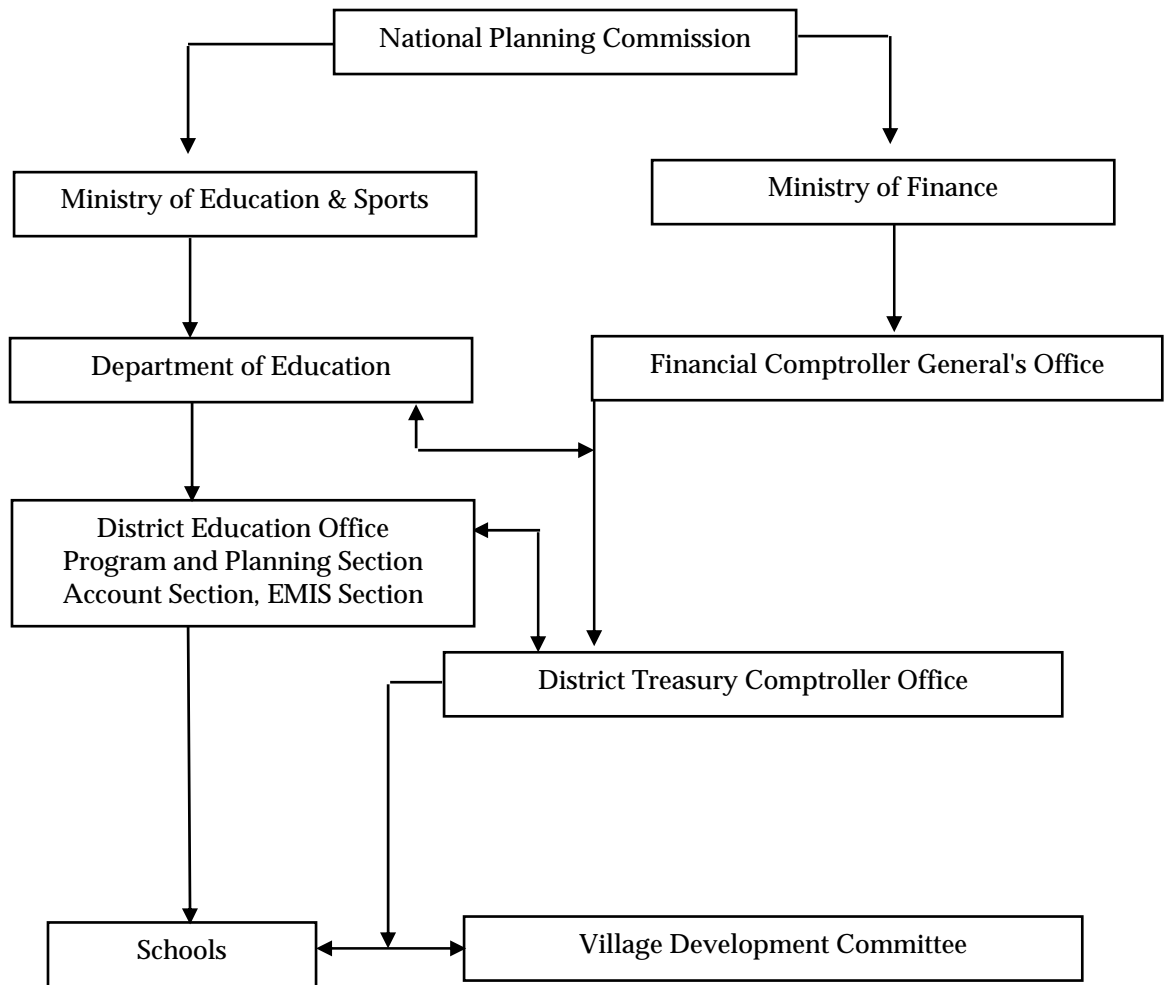 National Planning Commission
Ministry of Education & Sports
Ministry of Finance
Department of Education
Financial Comptroller General's Office
District Education Office
Program and Planning Section
Account Section, EMIS Section
District Treasury Comptroller Office
Schools
Village Development Committee